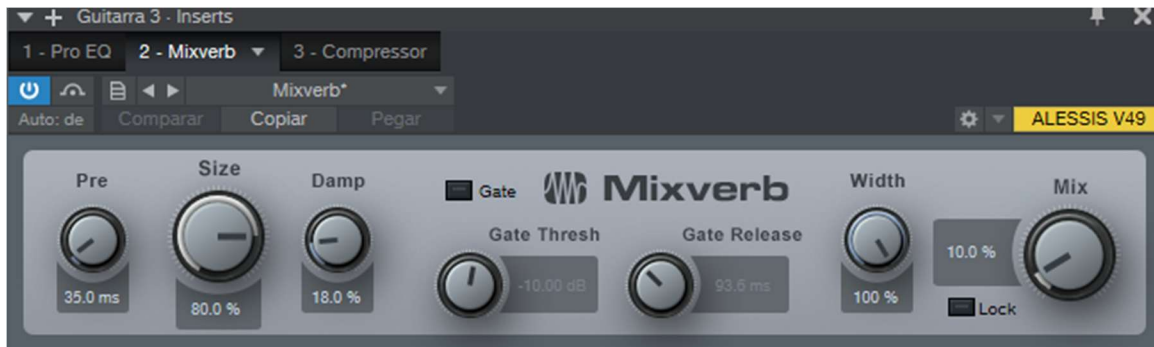 Guitarra 3 - Inserts
1 - Pro EQ 2 - Mixverb 3 - Compressor
Mixverb*
Auto: de Comparar Copiar Pegar ALESSIS V49
Pre Size Damp Gate Mixverb Width Mix
Gate Thresh Gate Release
35.0 ms 80.0 % 18.0 % -10.00 dB 93.6 ms 100 % 10.0 %
Lock